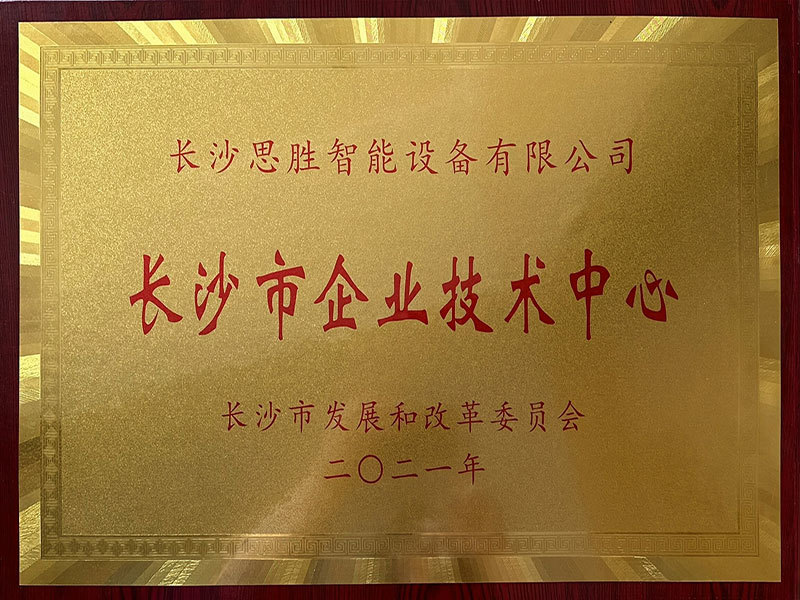 长沙思胜智能设备有限公司
长沙市企业技术中心
长沙市发展和改革委员会
二〇二一年